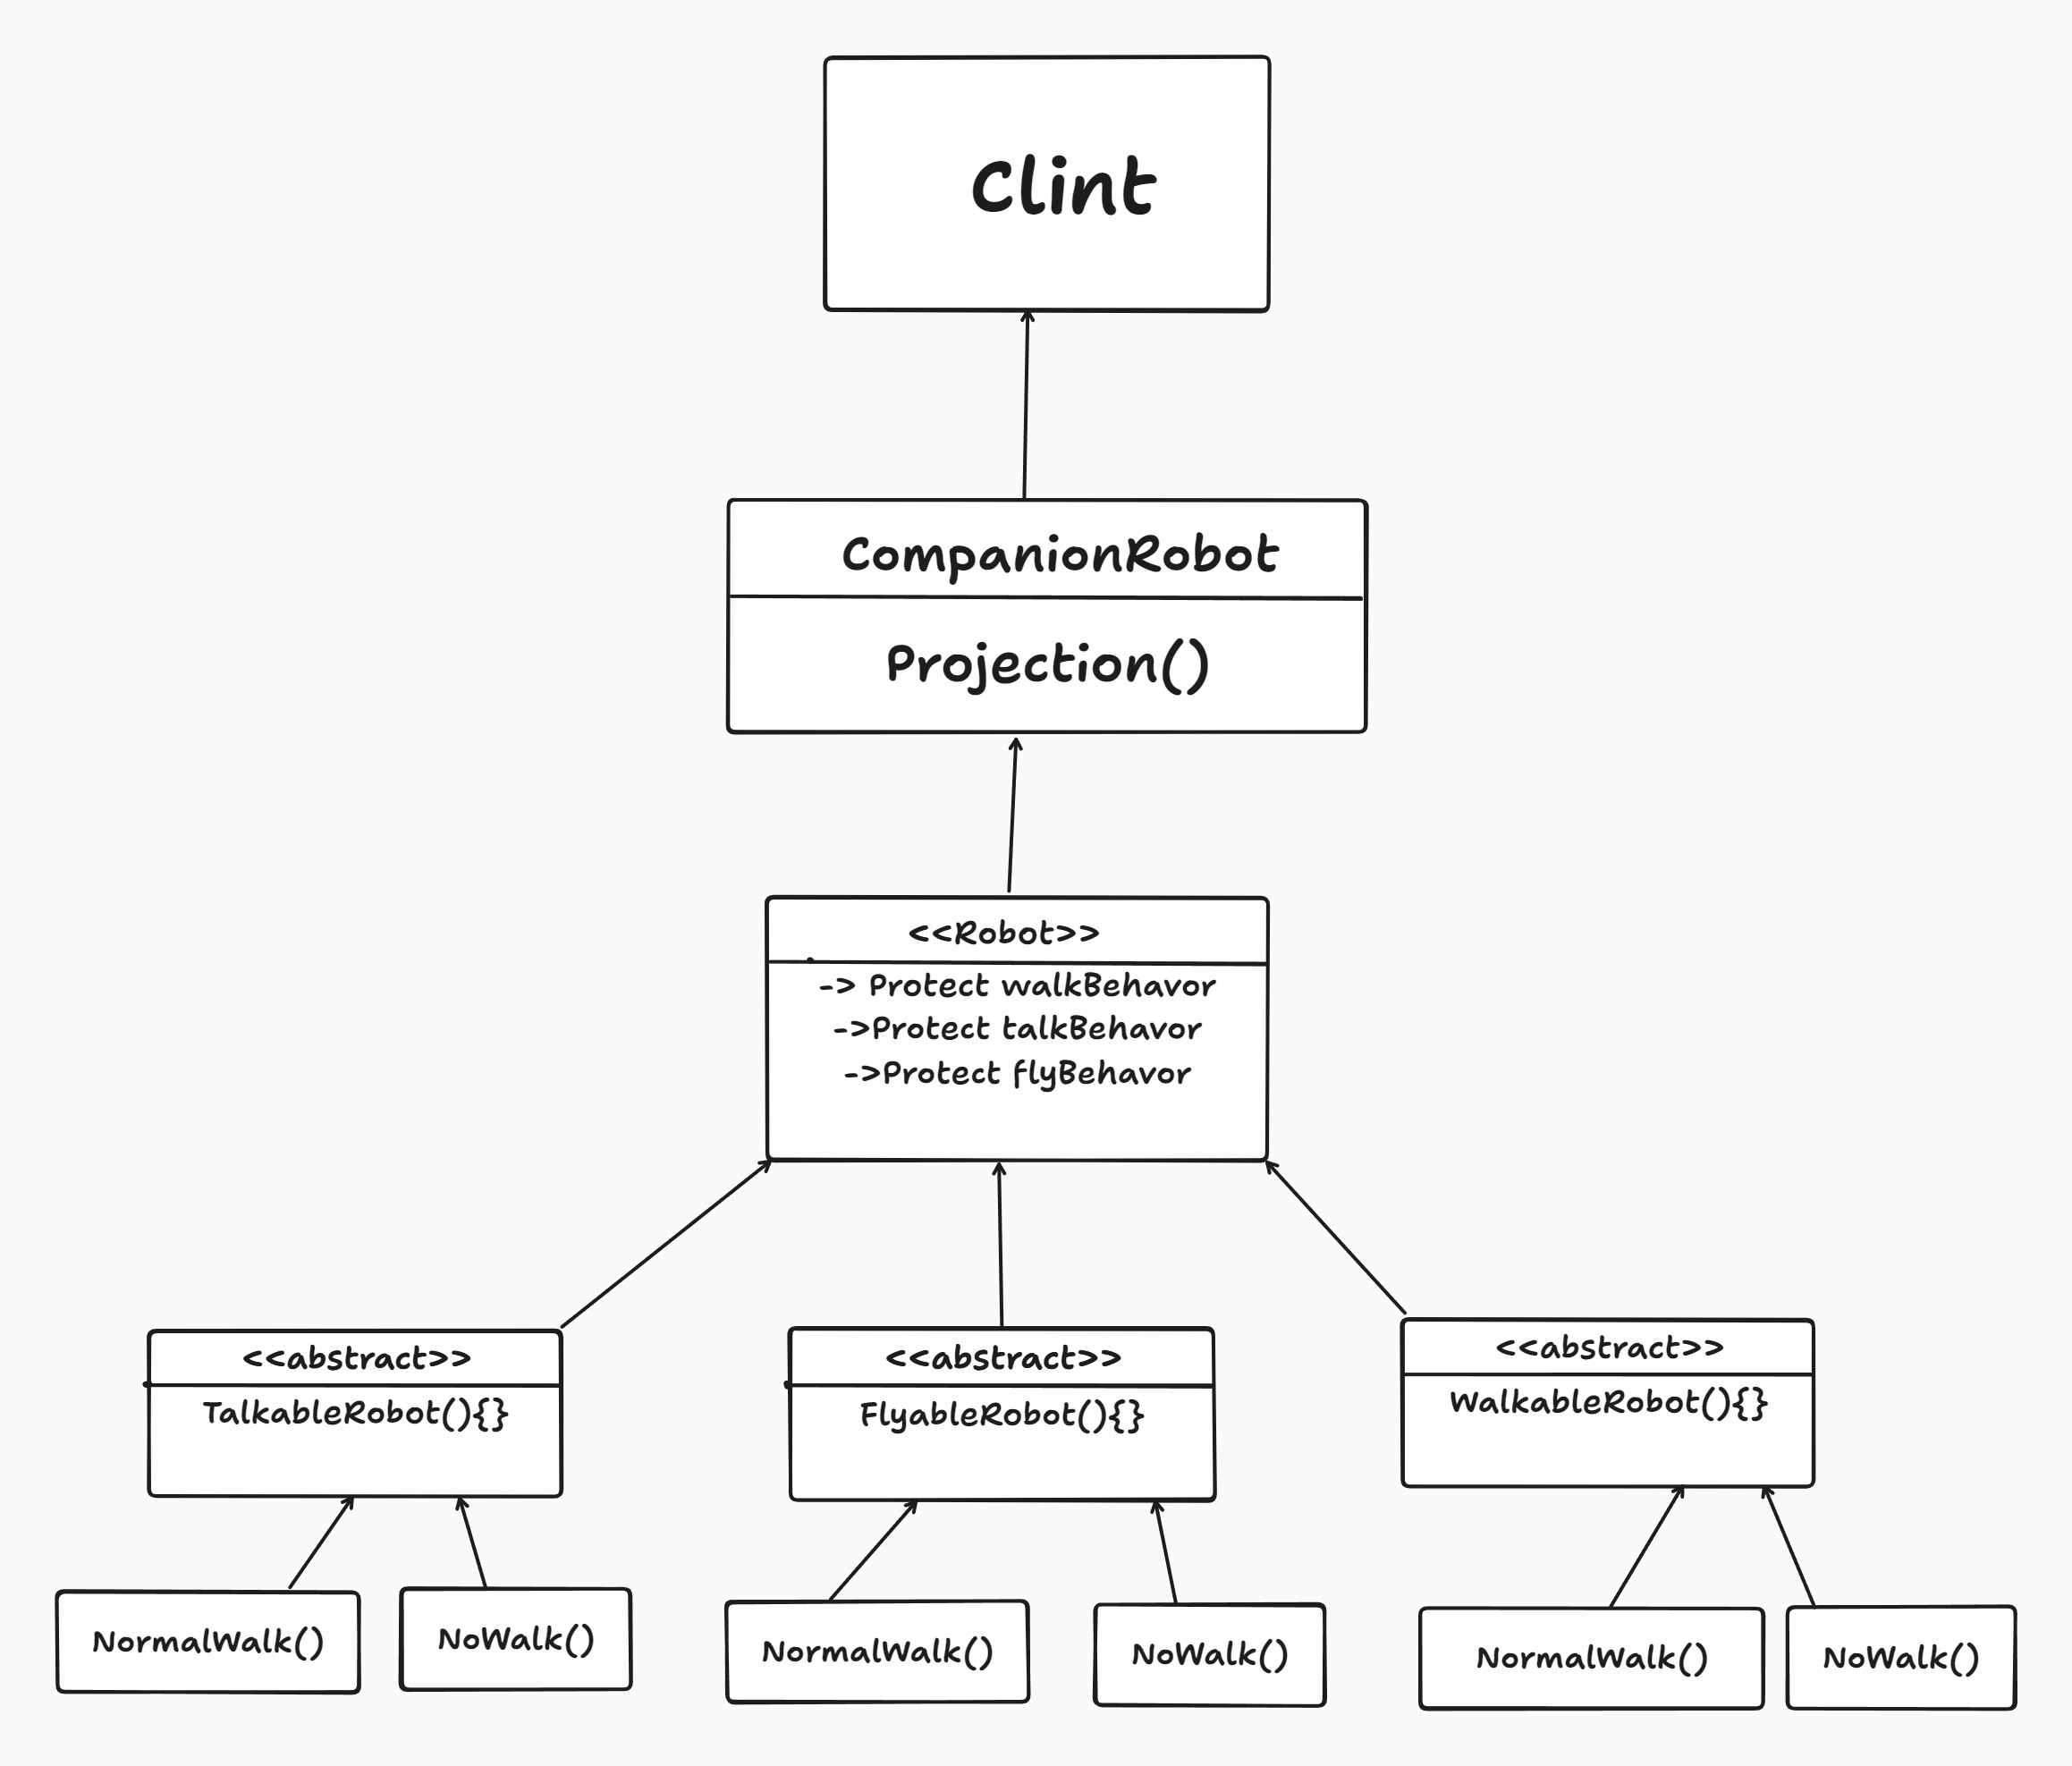 Clint
CompanionRobot
Projection()
<<Robot>>
-> Protect walkBehavor
->Protect talkBehavor
->Protect flyBehavor
<<abstract>>
TalkableRobot(){}
<<abstract>>
FlyableRobot(){}
<<abstract>>
WalkableRobot(){}
NormalWalk()
NoWalk()
NormalWalk()
NoWalk()
NormalWalk()
NoWalk()